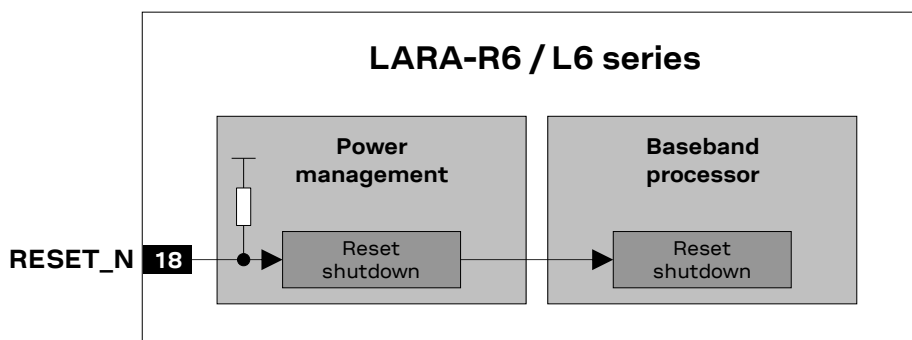 LARA-R6 / L6 series
Power
management
Baseband
processor
RESET_N 18
Reset
shutdown
Reset
shutdown